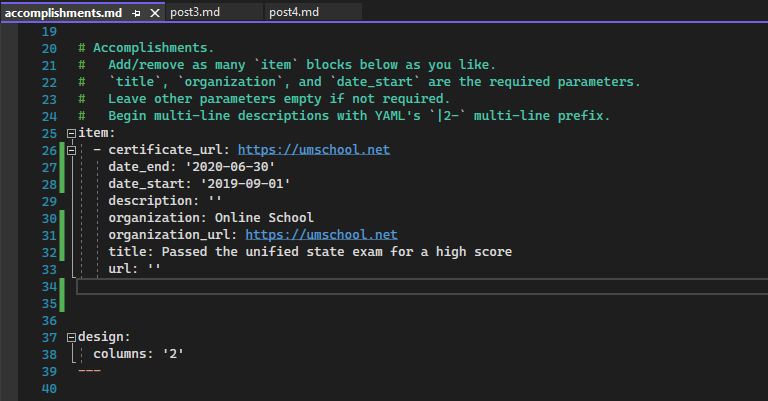 accomplishments.md post3.md post4.md
19
20 # Accomplishments.
21 #   Add/remove as many `item` blocks below as you like.
22 #   `title`, `organization`, and `date_start` are the required parameters.
23 #   Leave other parameters empty if not required.
24 #   Begin multi-line descriptions with YAML's `|2-` multi-line prefix.
25 item:
26   - certificate_url: https://umschool.net
27     date_end: '2020-06-30'
28     date_start: '2019-09-01'
29     description: ''
30     organization: Online School
31     organization_url: https://umschool.net
32     title: Passed the unified state exam for a high score
33     url: ''
34
35
36
37 design:
38   columns: '2'
39 ---
40